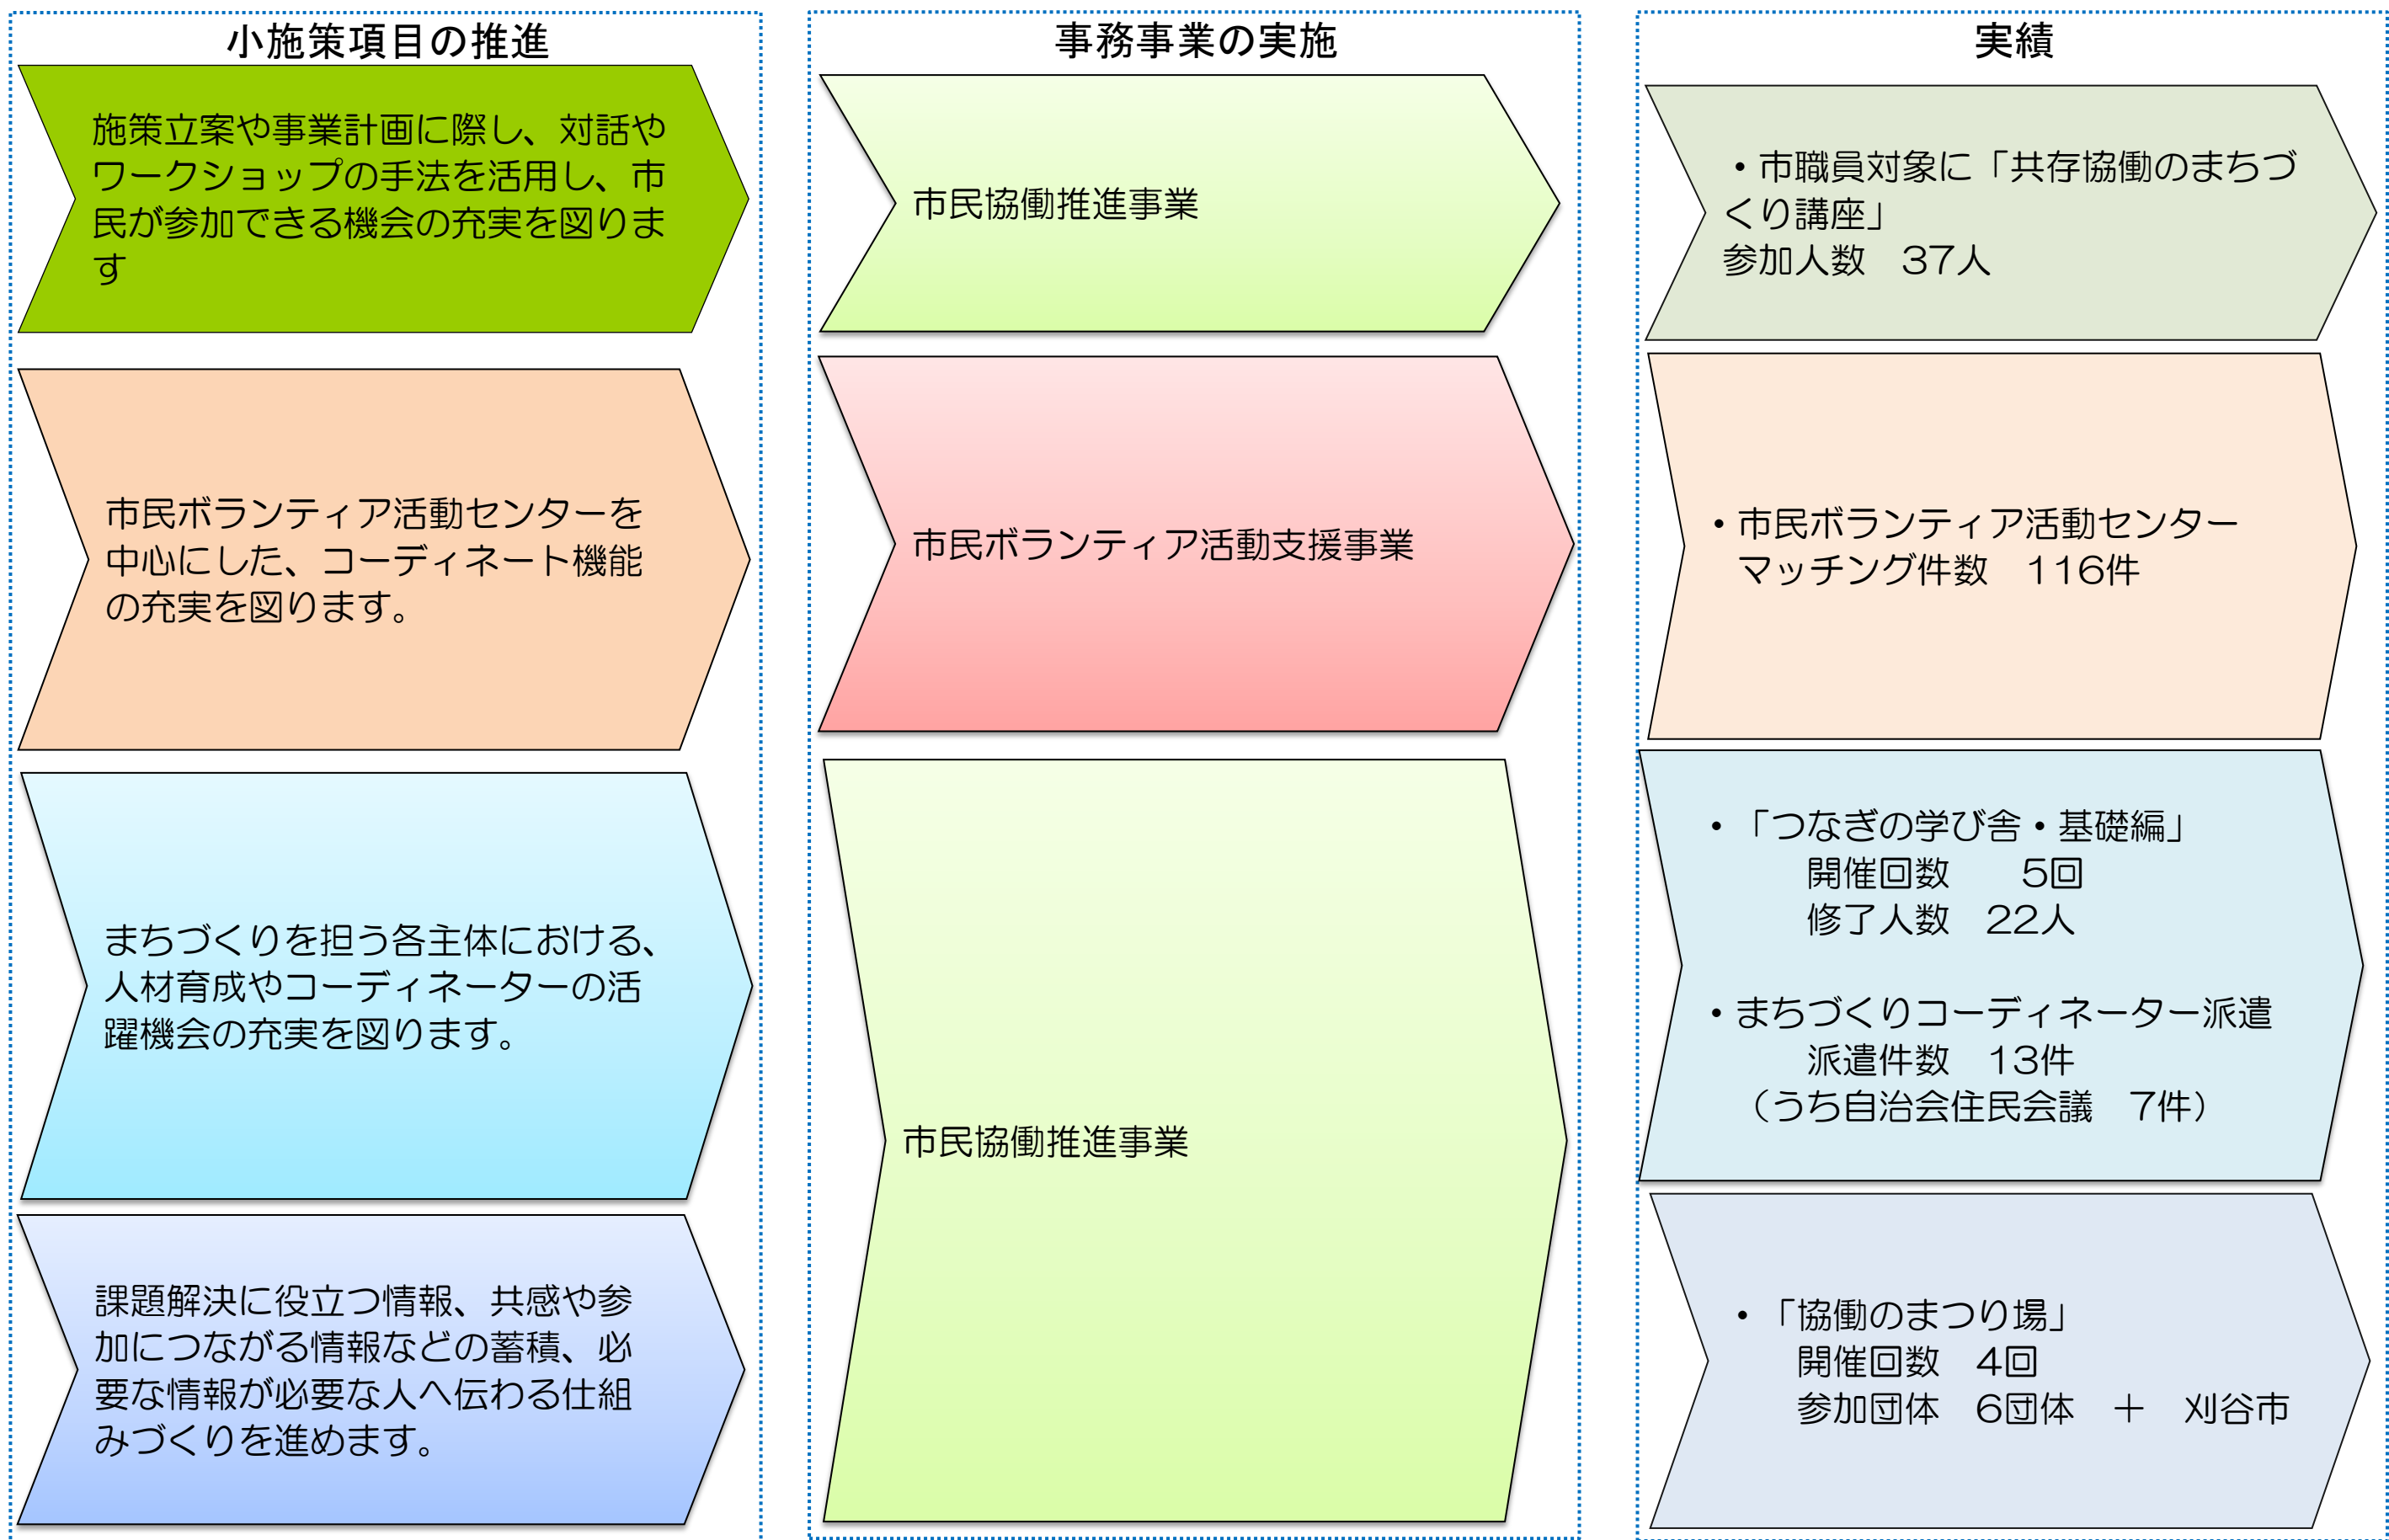 小施策項目の推進
施策立案や事業計画に際し、対話や
ワークショップの手法を活用し、市
民が参加できる機会の充実を図りま
す
市民ボランティア活動センターを
中心にした、コーディネート機能
の充実を図ります。
まちづくりを担う各主体における、
人材育成やコーディネーターの活
躍機会の充実を図ります。
課題解決に役立つ情報、共感や参
加につながる情報などの蓄積、必
要な情報が必要な人へ伝わる仕組
みづくりを進めます。
事務事業の実施
市民協働推進事業
市民ボランティア活動支援事業
市民協働推進事業
実績
・市職員対象に「共存協働のまちづ
くり講座」
参加人数　37人
・市民ボランティア活動センター
マッチング件数　116件
・「つなぎの学び舎・基礎編」
開催回数　　5回
修了人数　22人
・まちづくりコーディネーター派遣
派遣件数　13件
（うち自治会住民会議　7件）
・「協働のまつり場」
開催回数　4回
参加団体　6団体　＋　刈谷市